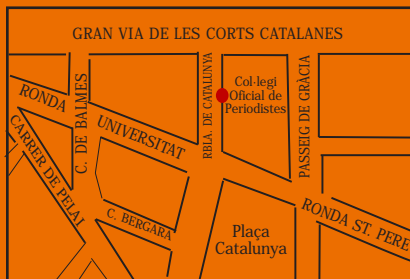 GRAN VIA DE LES CORTS CATALANES
RONDA
UNIVERSITAT
C. DE BALMES
RBLA. DE CATALUNYA
Col·legi
Oficial de
Periodistes
PASSEIG DE GRÀCIA
CARRER DE PELAI
C. BERGARA
Plaça
Catalunya
RONDA ST. PERE